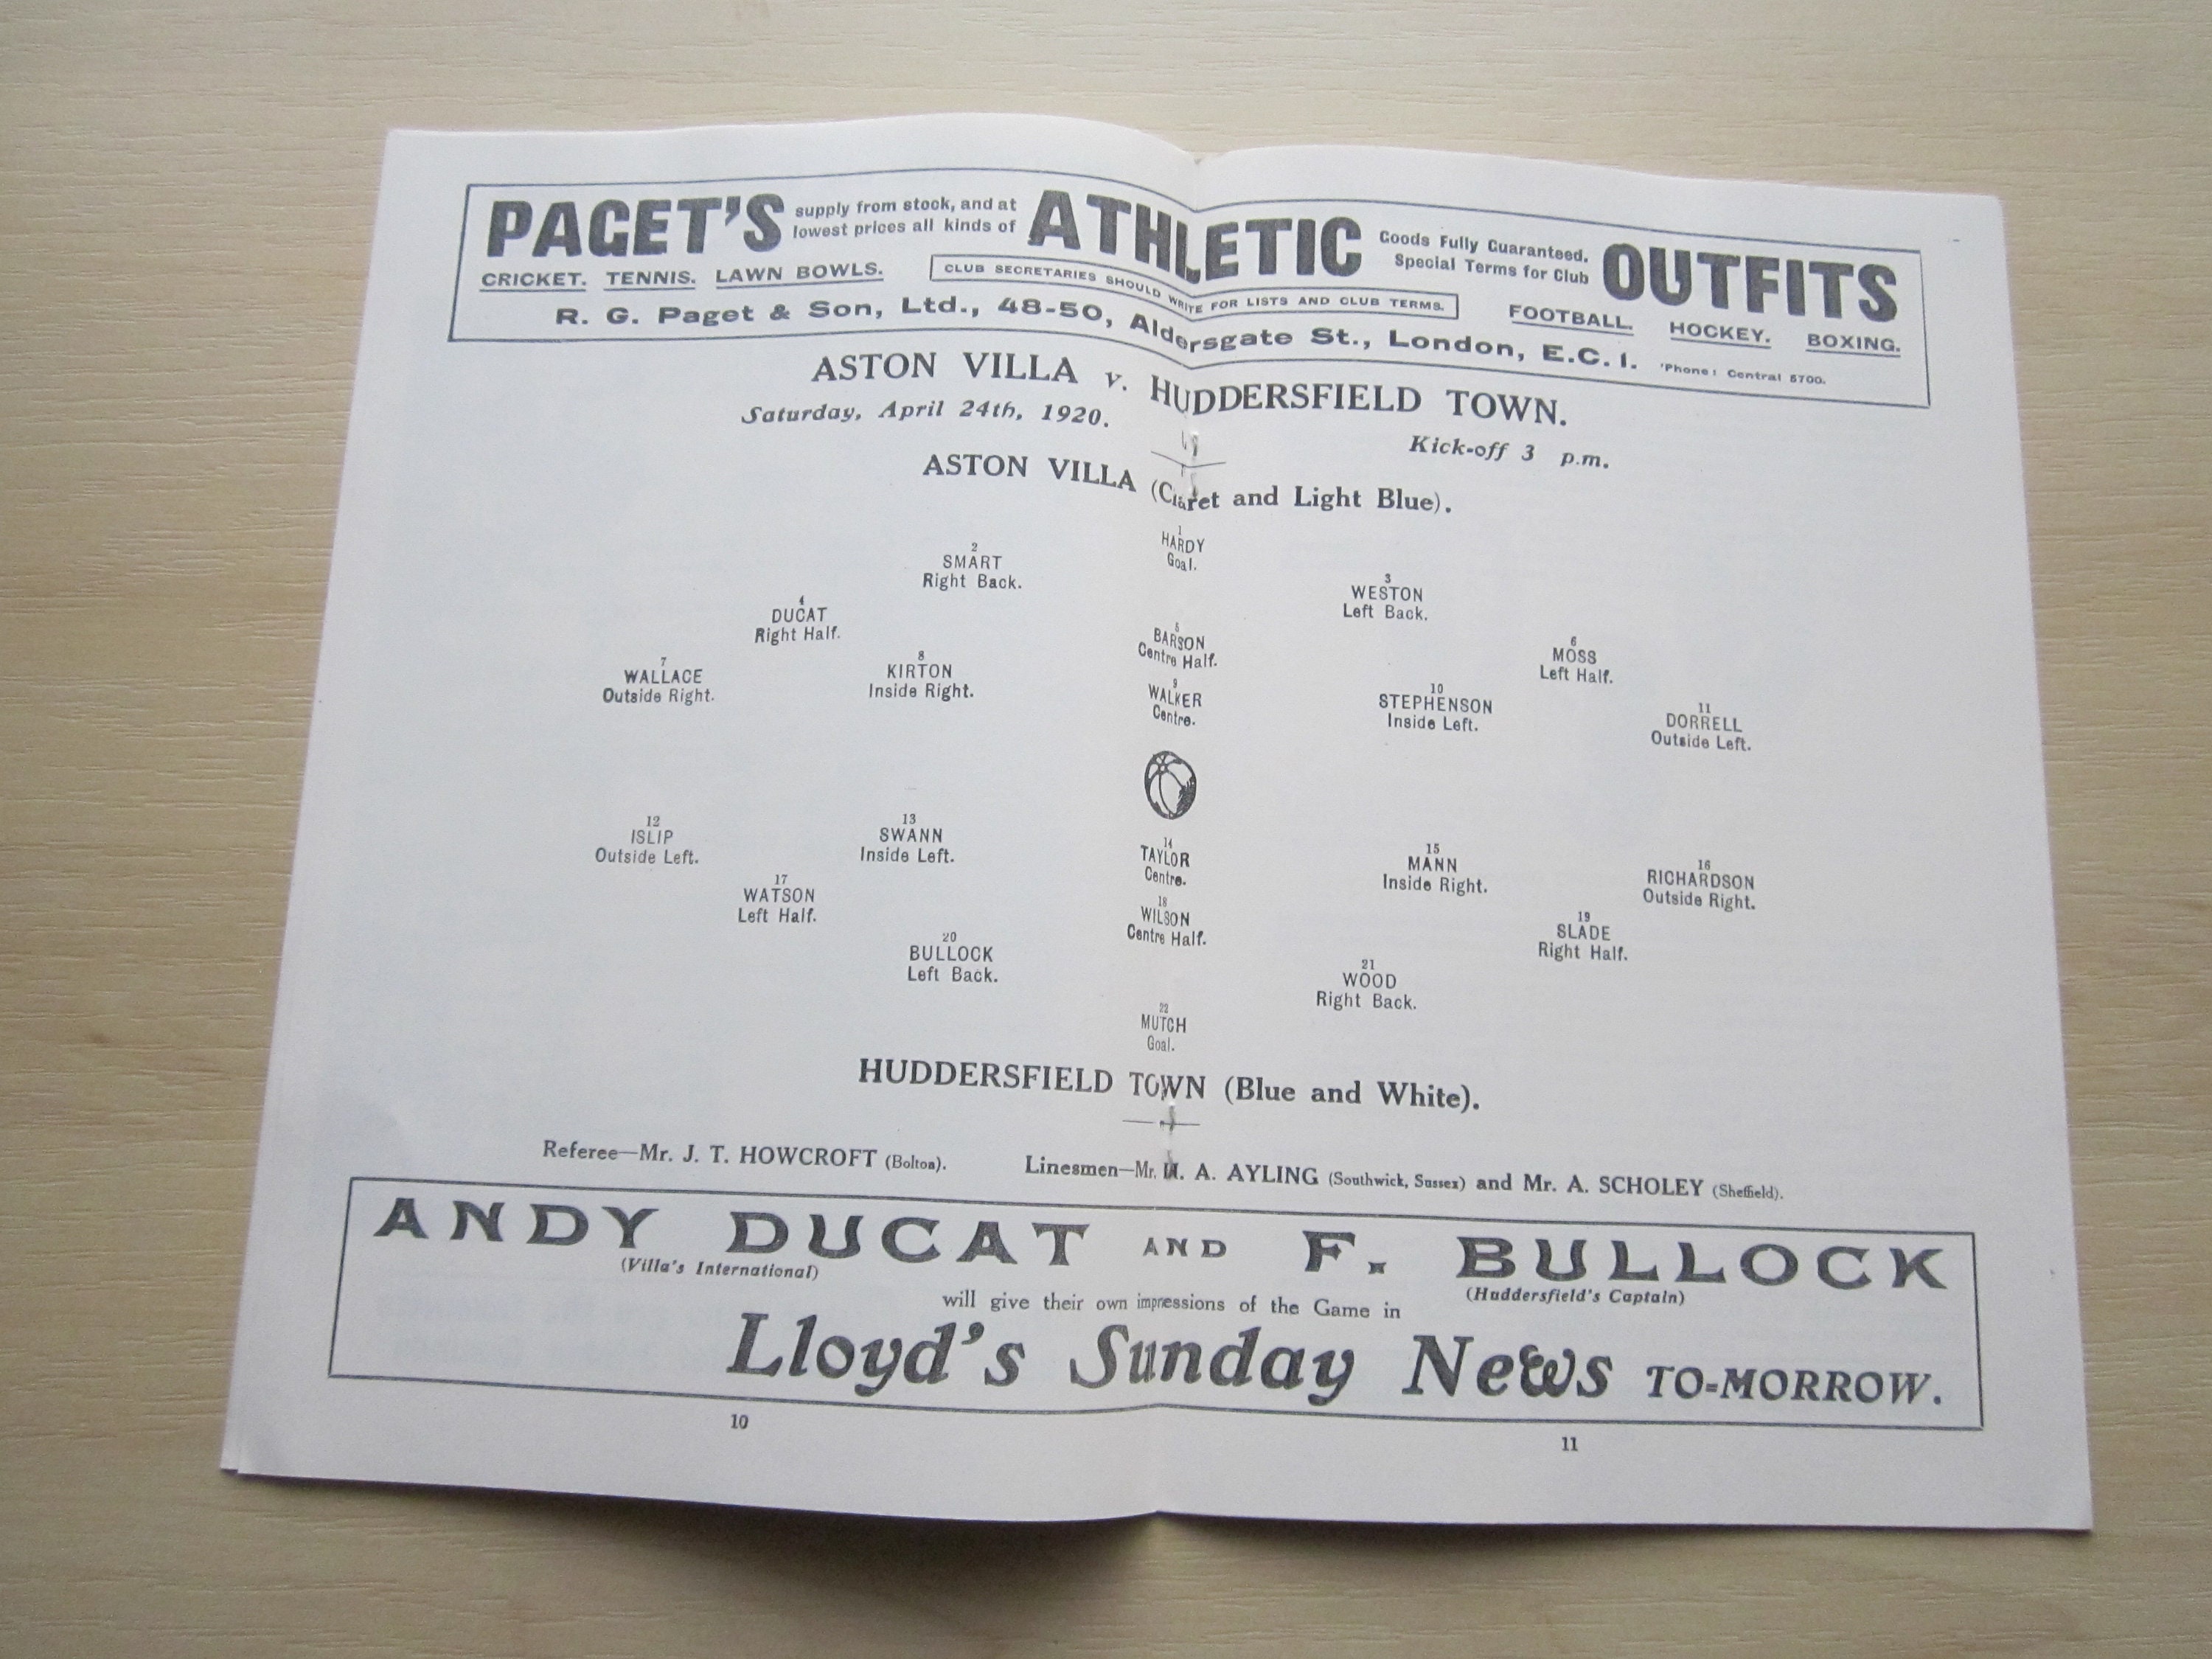 PAGET'S supply from stock, and at lowest prices all kinds of ATHLETIC Goods Fully Guaranteed. Special Terms for Club OUTFITS
CRICKET. TENNIS. LAWN BOWLS. CLUB SECRETARIES SHOULD WRITE FOR LISTS AND CLUB TERMS. FOOTBALL. HOCKEY. BOXING.
R. G. Paget & Son, Ltd., 48-50, Aldersgate St., London, E.C.1. 'Phone: Central 5700.
ASTON VILLA v. HUDDERSFIELD TOWN.
Saturday, April 24th, 1920. Kick-off 3 p.m.
ASTON VILLA (Claret and Light Blue).
1
HARDY
Goal.
2
SMART
Right Back.
3
WESTON
Left Back.
4
DUCAT
Right Half.
5
BARSON
Centre Half.
6
MOSS
Left Half.
7
WALLACE
Outside Right.
8
KIRTON
Inside Right.
9
WALKER
Centre.
10
STEPHENSON
Inside Left.
11
DORRELL
Outside Left.
12
ISLIP
Outside Left.
13
SWANN
Inside Left.
14
TAYLOR
Centre.
15
MANN
Inside Right.
16
RICHARDSON
Outside Right.
17
WATSON
Left Half.
18
WILSON
Centre Half.
19
SLADE
Right Half.
20
BULLOCK
Left Back.
21
WOOD
Right Back.
22
MUTCH
Goal.
HUDDERSFIELD TOWN (Blue and White).
Referee—Mr. J. T. HOWCROFT (Bolton). Linesmen—Mr. A. AYLING (Southwick, Sussex) and Mr. A. SCHOLEY (Sheffield).
ANDY DUCAT AND F. BULLOCK
(Villa's International) (Huddersfield's Captain)
will give their own impressions of the Game in
Lloyd's Sunday News TO-MORROW.
10 11